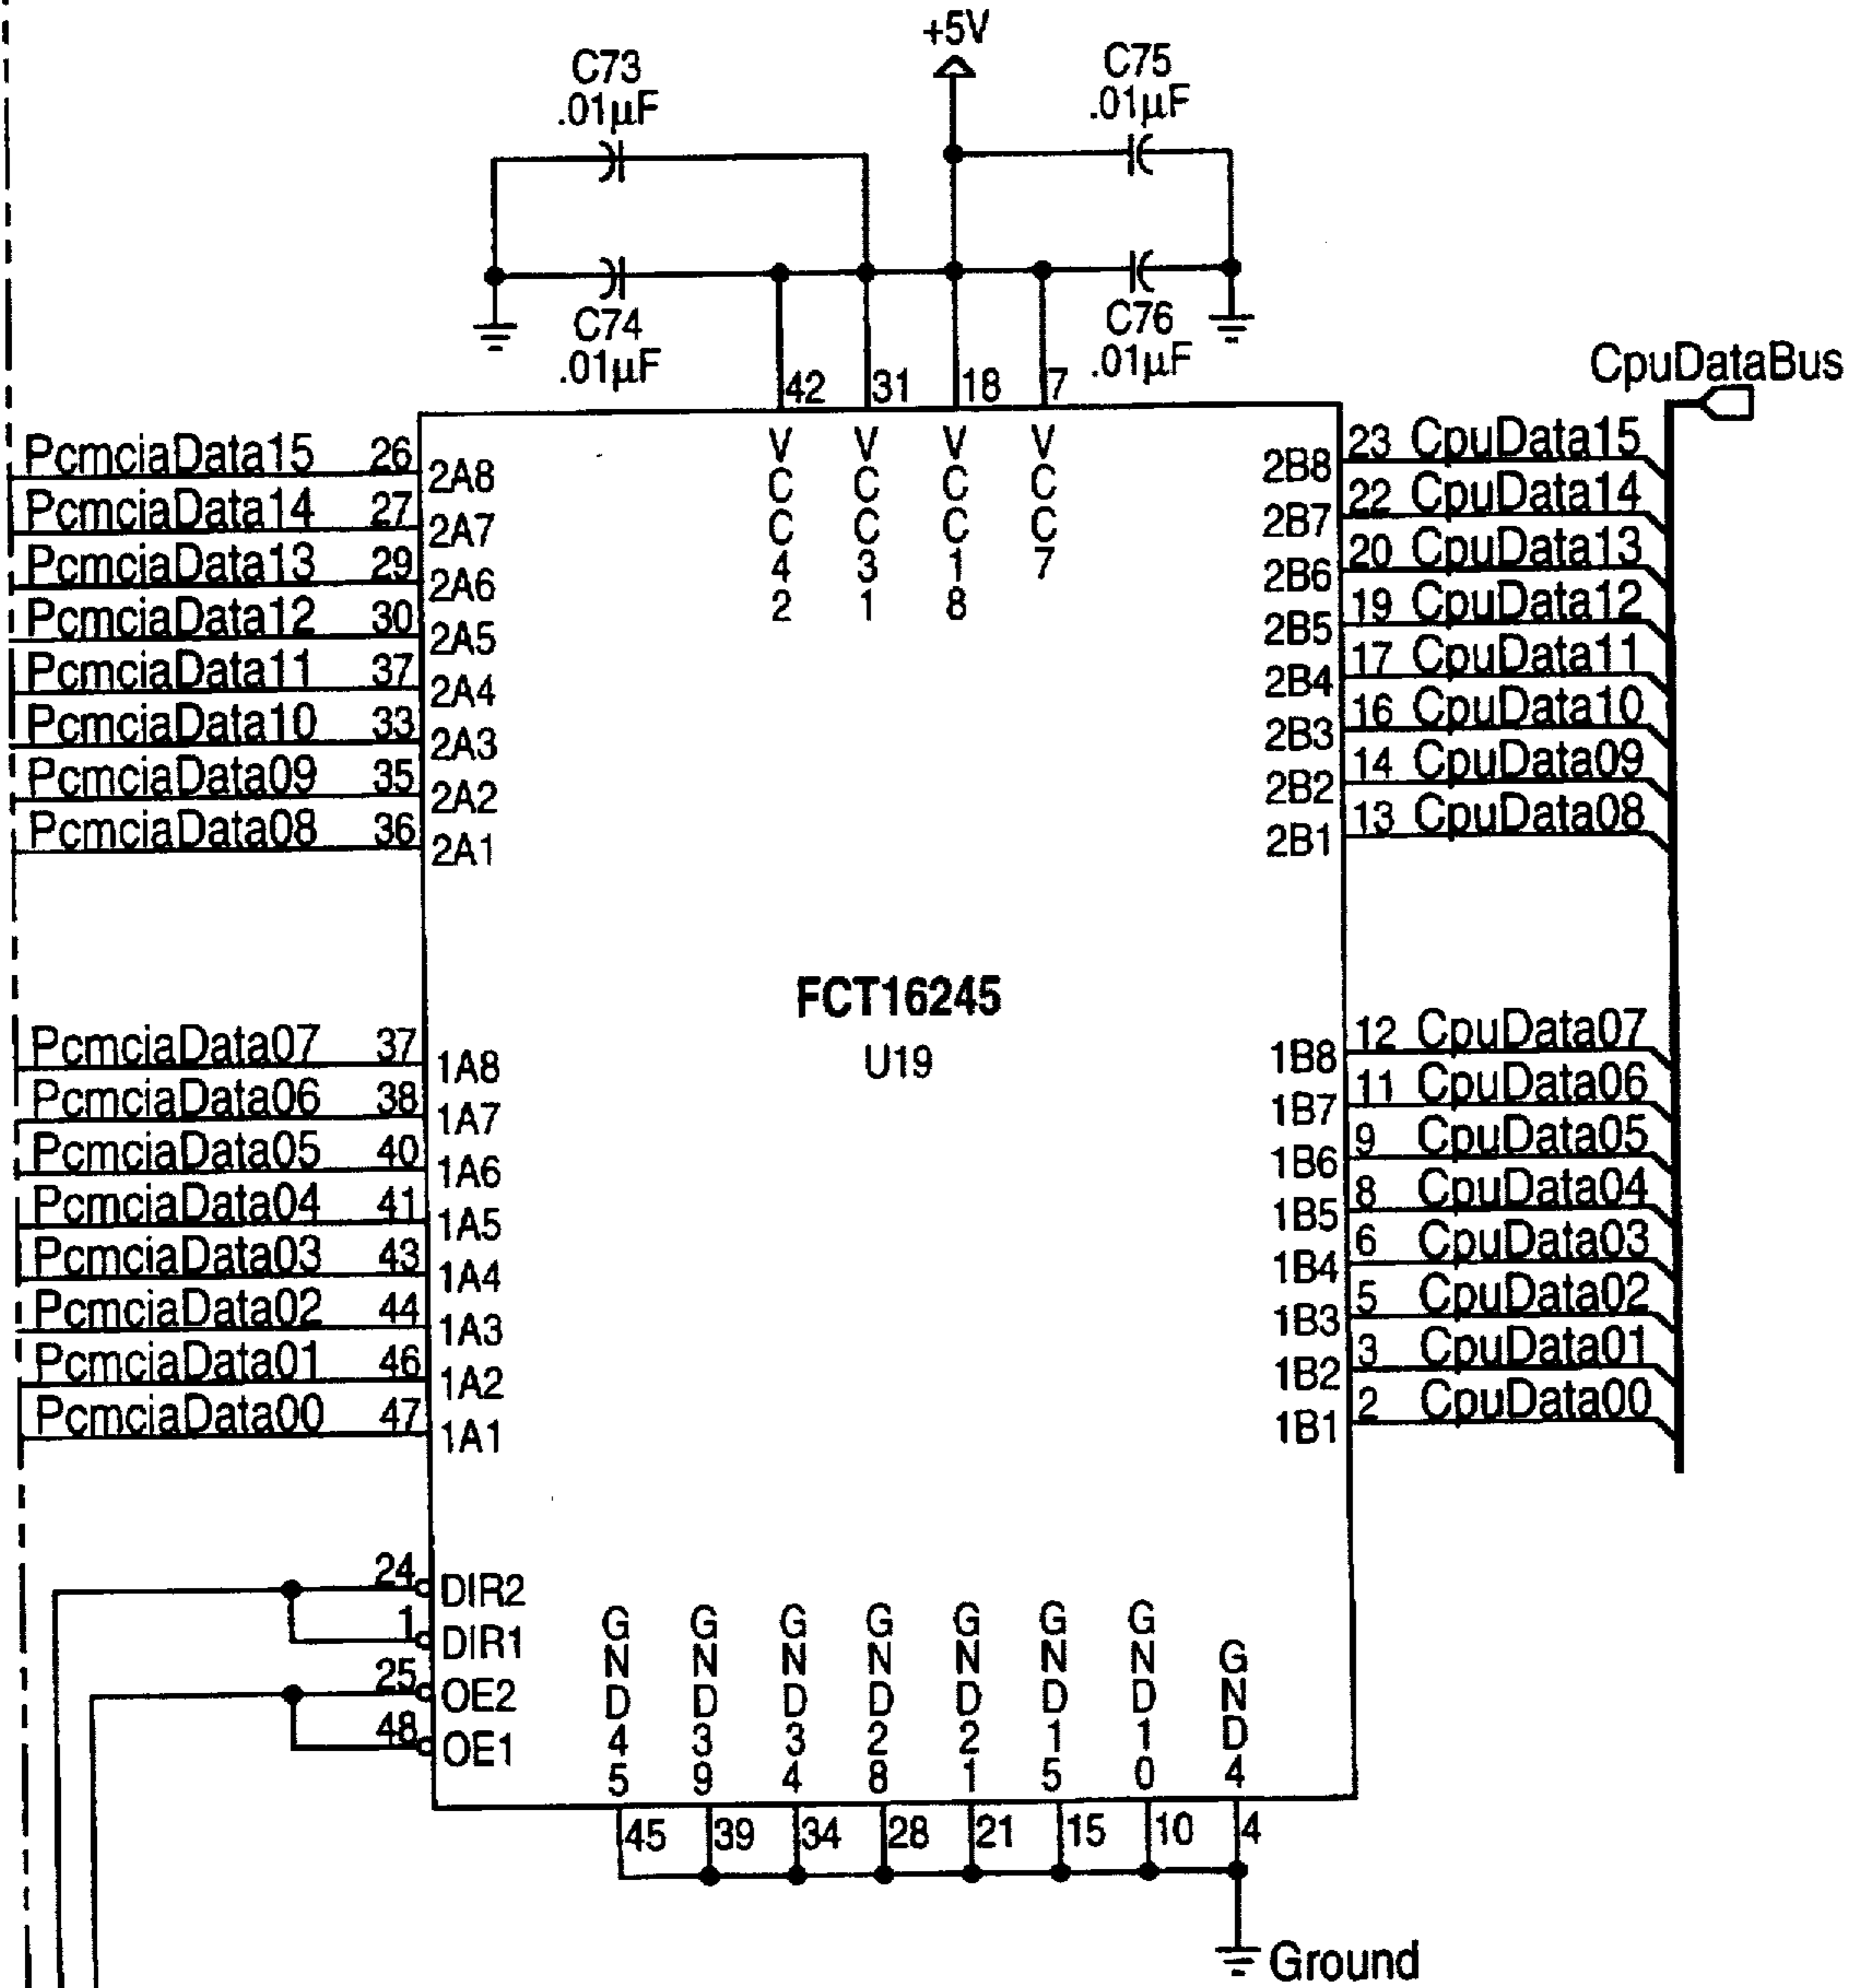 +5V
C73
.01µF
C75
.01µF
C74
.01µF
C76
.01µF
42 31 18 7
CpuDataBus
VCC42 VCC31 VCC18 VCC7
PcmciaData15 26 2A8
PcmciaData14 27 2A7
PcmciaData13 29 2A6
PcmciaData12 30 2A5
PcmciaData11 37 2A4
PcmciaData10 33 2A3
PcmciaData09 35 2A2
PcmciaData08 36 2A1
2B8 23 CpuData15
2B7 22 CpuData14
2B6 20 CpuData13
2B5 19 CpuData12
2B4 17 CpuData11
2B3 16 CpuData10
2B2 14 CpuData09
2B1 13 CpuData08
FCT16245
U19
PcmciaData07 37 1A8
PcmciaData06 38 1A7
PcmciaData05 40 1A6
PcmciaData04 41 1A5
PcmciaData03 43 1A4
PcmciaData02 44 1A3
PcmciaData01 46 1A2
PcmciaData00 47 1A1
1B8 12 CpuData07
1B7 11 CpuData06
1B6 9 CpuData05
1B5 8 CpuData04
1B4 6 CpuData03
1B3 5 CpuData02
1B2 3 CpuData01
1B1 2 CpuData00
24 DIR2
1 DIR1
25 OE2
48 OE1
GND45 GND39 GND34 GND28 GND21 GND15 GND10 GND4
45 39 34 28 21 15 10 4
Ground